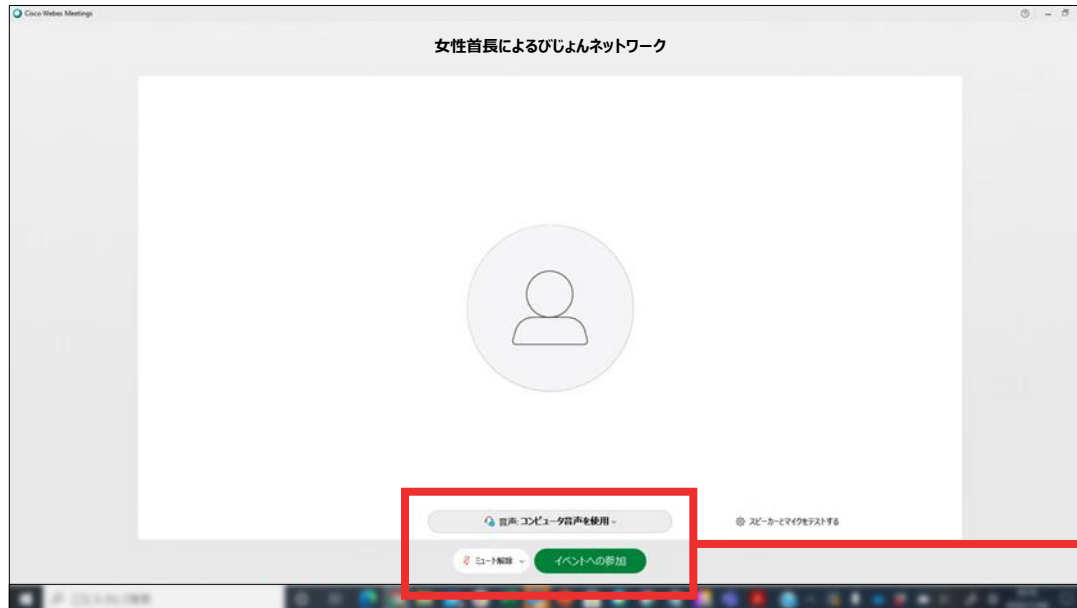 Cisco Webex Meetings
女性首長によるびじょんネットワーク
音声: コンピュータ音声を使用
スピーカーとマイクをテストする
ミュート解除
イベントへの参加